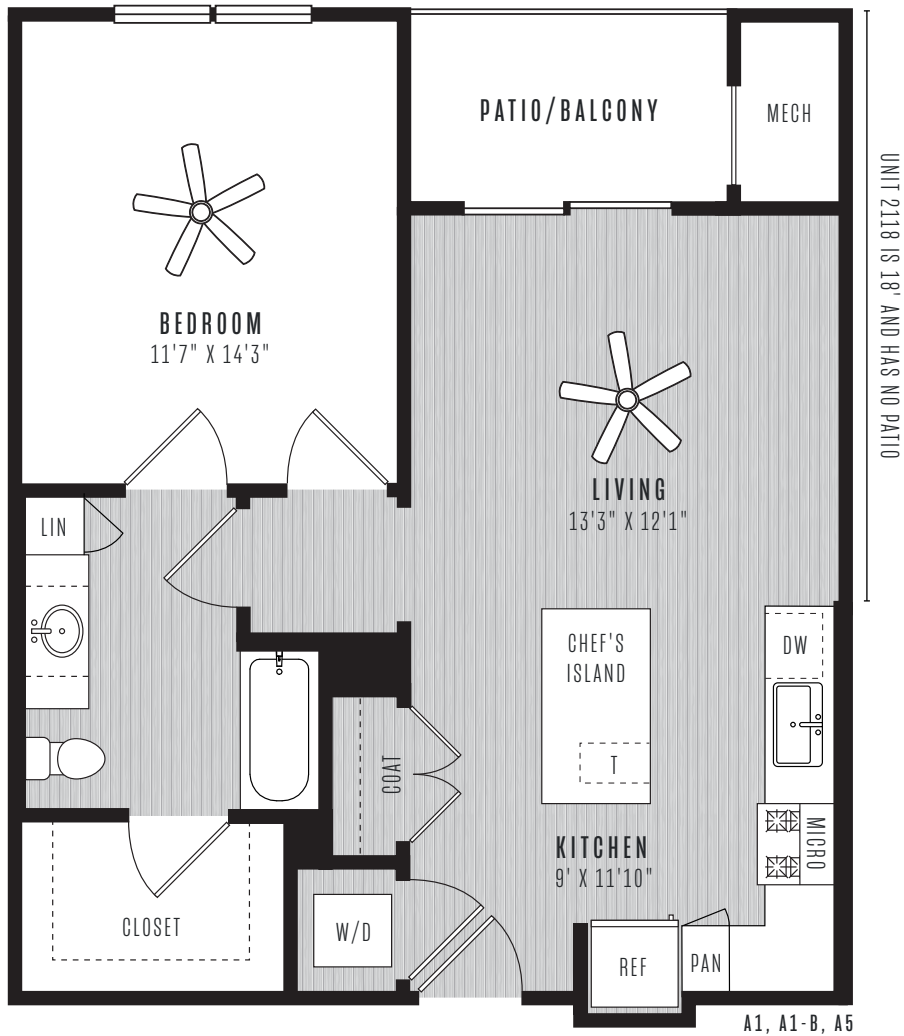 PATIO/BALCONY
MECH
UNIT 2118 IS 18' AND HAS NO PATIO
BEDROOM
11'7" X 14'3"
LIVING
13'3" X 12'1"
LIN
CHEF'S
ISLAND
DW
T
COAT
MICRO
KITCHEN
9' X 11'10"
CLOSET
W/D
REF
PAN
A1, A1-B, A5